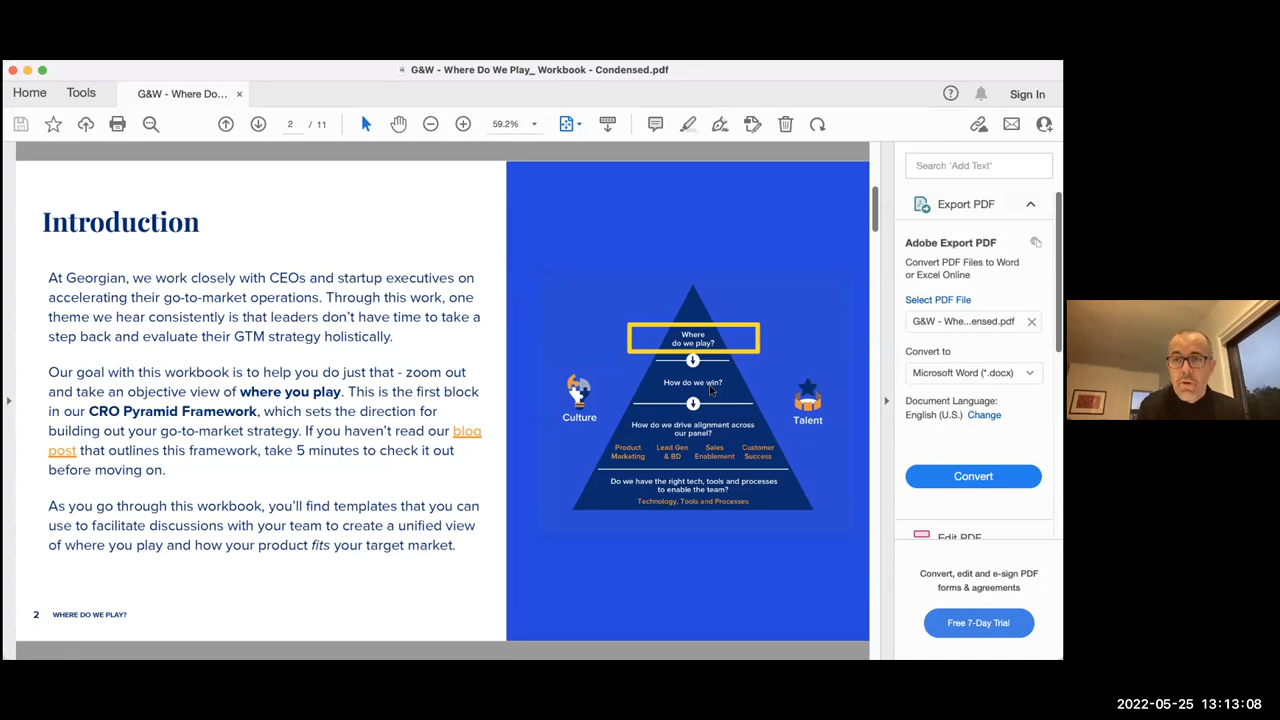 G&W - Where Do We Play_ Workbook - Condensed.pdf
Home
Tools
G&W - Where Do...
×
Sign In
2
/ 11
59.2%
Introduction
At Georgian, we work closely with CEOs and startup executives on
accelerating their go-to-market operations. Through this work, one
theme we hear consistently is that leaders don't have time to take a
step back and evaluate their GTM strategy holistically.
Our goal with this workbook is to help you do just that - zoom out
and take an objective view of where you play. This is the first block
in our CRO Pyramid Framework, which sets the direction for
building out your go-to-market strategy. If you haven't read our blog
post that outlines this framework, take 5 minutes to check it out
before moving on.
As you go through this workbook, you'll find templates that you can
use to facilitate discussions with your team to create a unified view
of where you play and how your product fits your target market.
2 WHERE DO WE PLAY?
Where
do we play?
How do we win?
How do we drive alignment across
our panel?
Product
Marketing
Lead Gen
& BD
Sales
Enablement
Customer
Success
Do we have the right tech, tools and processes
to enable the team?
Technology, Tools and Processes
Culture
Talent
Search 'Add Text'
Export PDF
Adobe Export PDF
Convert PDF Files to Word
or Excel Online
Select PDF File
G&W - Whe...ensed.pdf
Convert to
Microsoft Word (*.docx)
Document Language:
English (U.S.) Change
Convert
Edit PDF
Convert, edit and e-sign PDF
forms & agreements
Free 7-Day Trial
2022-05-25 13:13:08